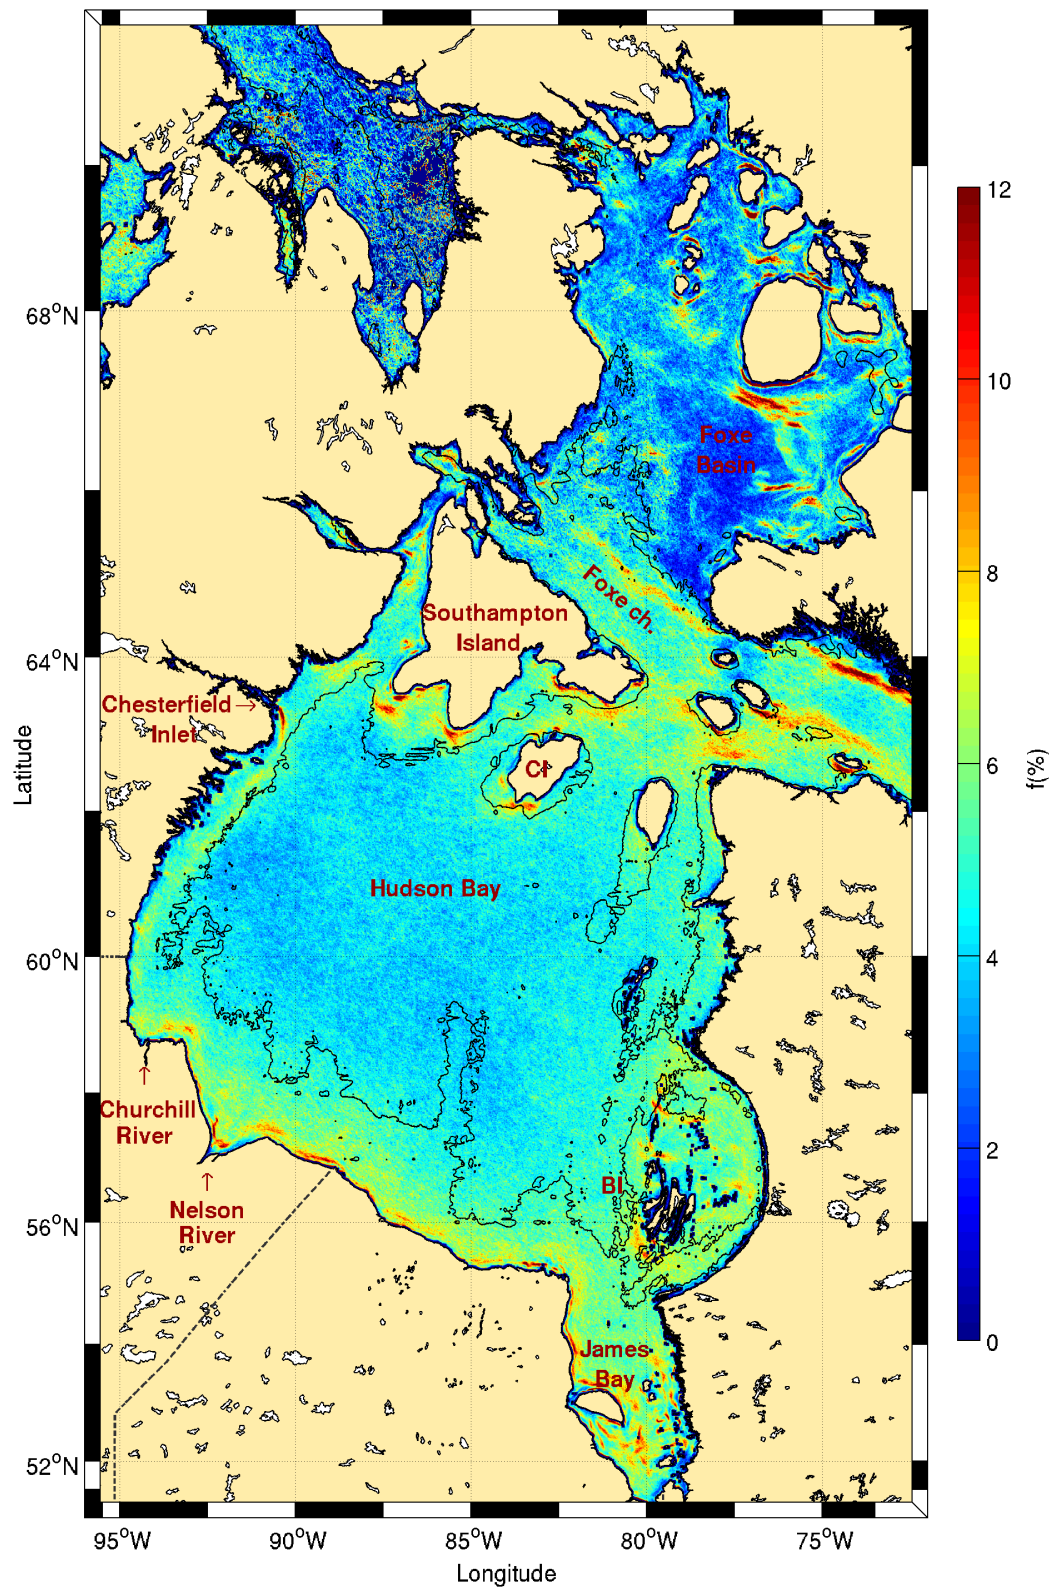 12
68°N
10
Foxe
Basin
8
Foxe ch.
Southampton
Island
64°N
Chesterfield
Inlet
CI
6
f(%)
Latitude
Hudson Bay
60°N
4
Churchill
River
2
BI
Nelson
River
56°N
0
James
Bay
52°N
95°W
90°W
85°W
80°W
75°W
Longitude